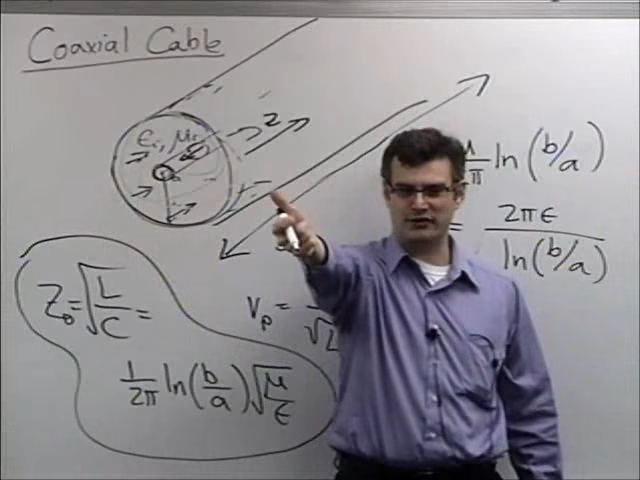 Coaxial Cable
z
ln(b/a)
= 2πϵ / ln(b/a)
Z₀ = √(L/C) =
1/2π ln(b/a) √(μ/ϵ)
Vp =